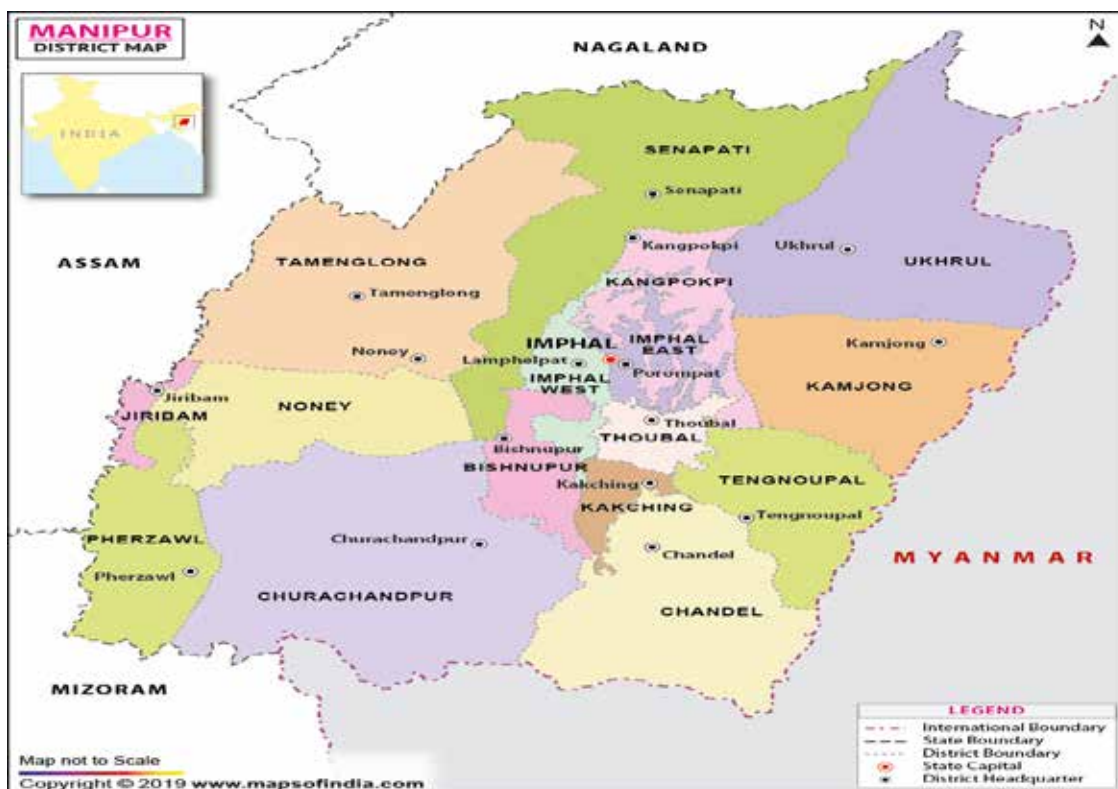 MANIPUR
DISTRICT MAP
N
NAGALAND
INDIA
SENAPATI
Senapati
ASSAM
Kangpokpi
Ukhrul
UKHRUL
TAMENGLONG
KANGPOKPI
Tamenglong
IMPHAL
IMPHAL
EAST
Kamjong
Noney
Lamphelpat
Porompat
IMPHAL
WEST
KAMJONG
Jiribam
JIRIBAM
NONEY
Thoubal
THOUBAL
Bishnupur
BISHNUPUR
Kakching
TENGNOUPAL
KAKCHING
Tengnoupal
PHERZAWL
Churachandpur
Chandel
MYANMAR
Pherzawl
CHURACHANDPUR
CHANDEL
MIZORAM
LEGEND
International Boundary
State Boundary
District Boundary
State Capital
District Headquarter
Map not to Scale
Copyright © 2019 www.mapsofindia.com